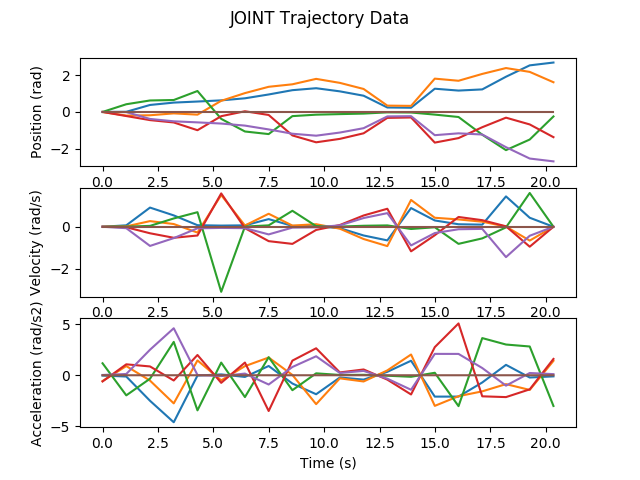 JOINT Trajectory Data
Position (rad)
2
0
−2
0.0 2.5 5.0 7.5 10.0 12.5 15.0 17.5 20.0
Velocity (rad/s)
0
−2
0.0 2.5 5.0 7.5 10.0 12.5 15.0 17.5 20.0
Acceleration (rad/s2)
5
0
−5
0.0 2.5 5.0 7.5 10.0 12.5 15.0 17.5 20.0
Time (s)